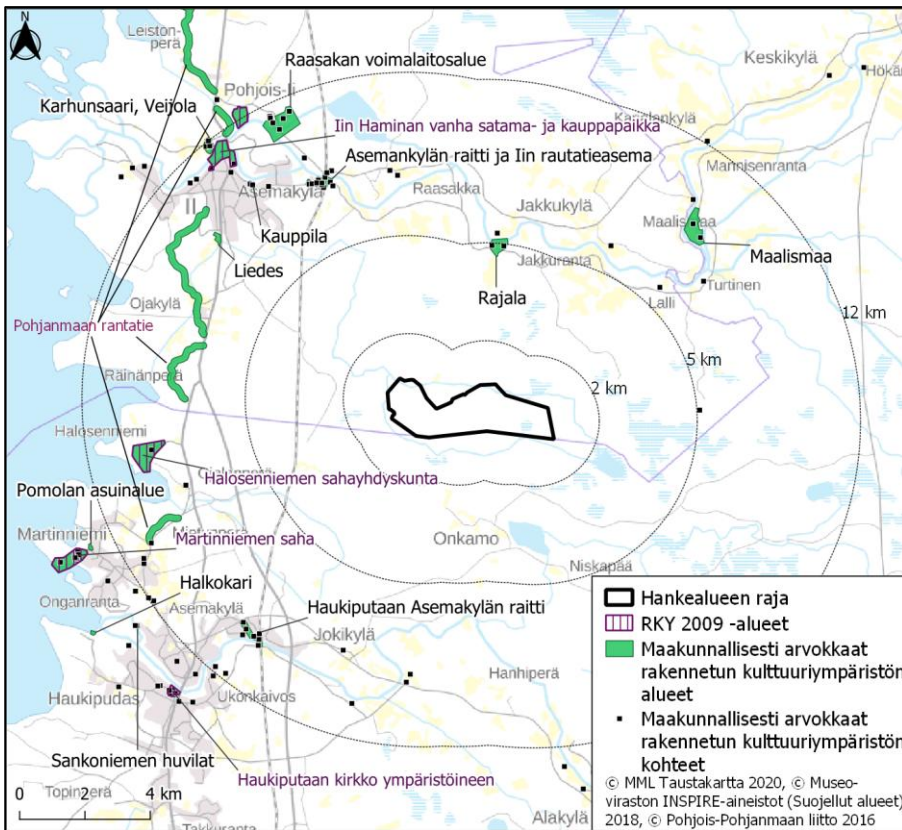 N
Leiston-
perä
Keskikylä
Hökä
Raasakan voimalaitosalue
Pohjois-Ii
Karhunsaari, Veijola
Iin Haminan vanha satama- ja kauppapaikka
Asemankylän raitti ja Iin rautatieasema
Mannisenranta
Raasakka
Asemakylä
II
Jakkukylä
Maalismaa
Kauppila
Maalismaa
Jakkuranta
Liedes
Turtinen
Rajala
Lalli
Ojakylä
12 km
Pohjanmaan rantatie
5 km
Räinänperä
2 km
Halosenniemi
Halosenniemen sahayhdyskunta
Pomolan asuinalue
Martinniemi
Martinniemen saha
Onkamo
Halkokari
Niskapää
Onganranta
Asemakylä
Haukiputaan Asemakylän raitti
Jokikylä
Hanhiperä
Haukipudas
Ukonkaivos
Sankoniemen huvilat
Haukiputaan kirkko ympäristöineen
Topinperä
0 2 4 km
Takkuranta
Alakylä
Hankealueen raja
RKY 2009 -alueet
Maakunnallisesti arvokkaat
rakennetun kulttuuriympäristön
alueet
Maakunnallisesti arvokkaat
rakennetun kulttuuriympäristön
kohteet
© MML Taustakartta 2020, © Museo-
viraston INSPIRE-aineistot (Suojellut alueet)
2018, © Pohjois-Pohjanmaan liitto 2016